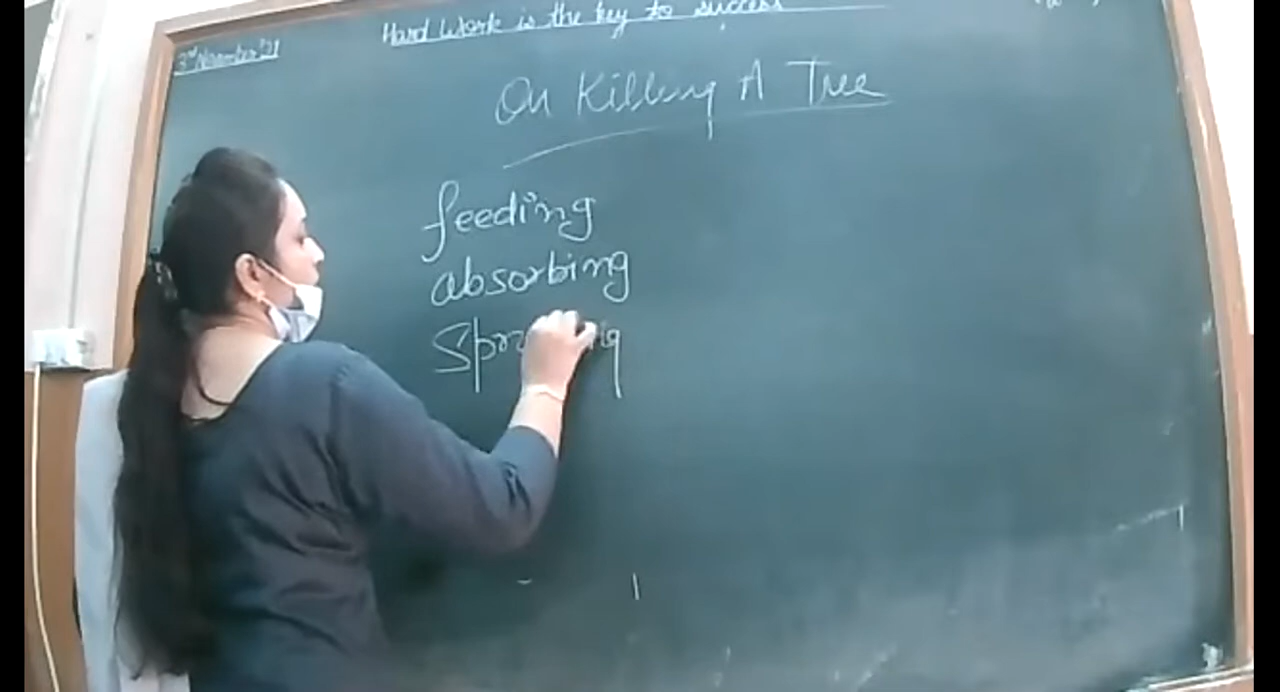 Hard Work is the key to success
3rd November '21
On Killing A Tree
feeding
absorbing